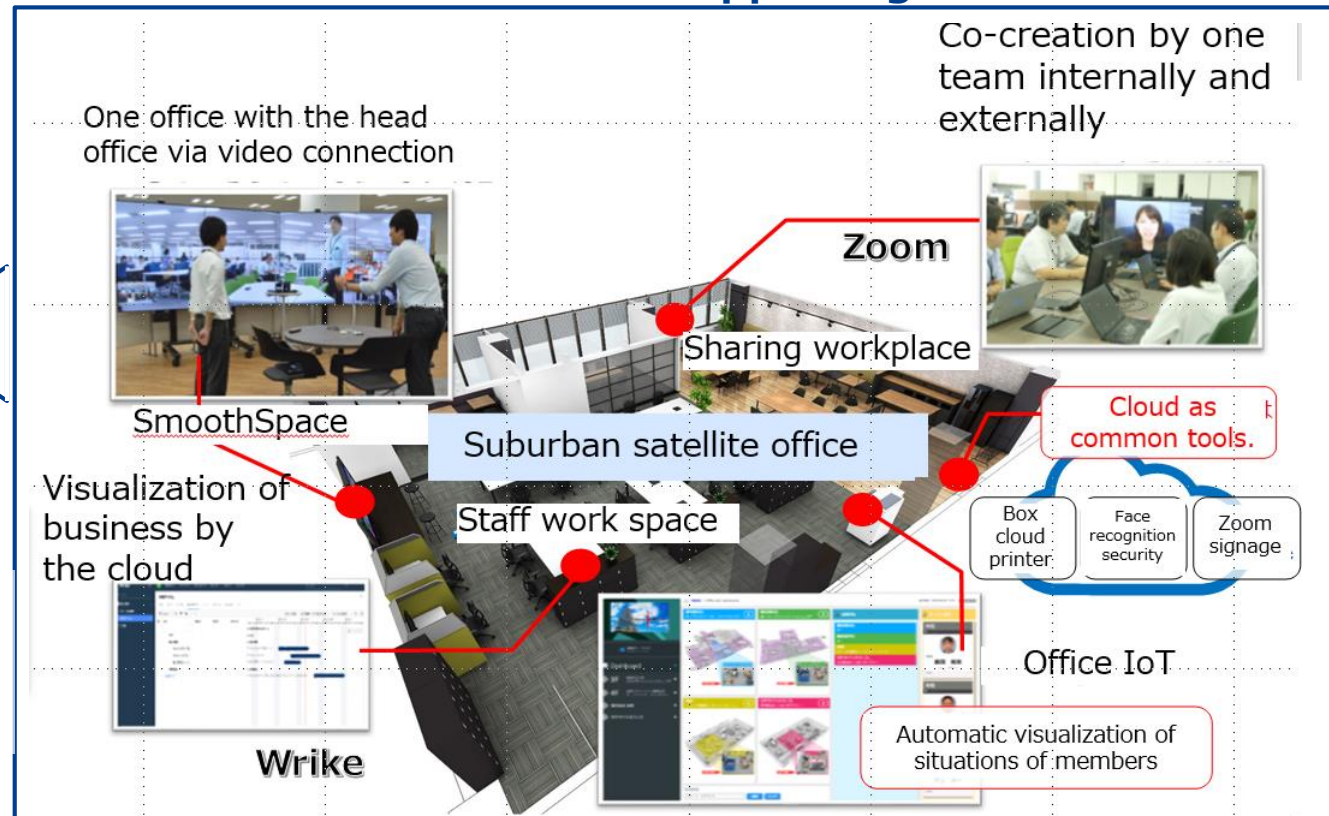 One office with the head
office via video connection
Co-creation by one
team internally and
externally
Zoom
Sharing workplace
SmoothSpace
Suburban satellite office
Cloud as
common tools.
Visualization of
business by
the cloud
Staff work space
Box
cloud
printer
Face
recognition
security
Zoom
signage
Office IoT
Automatic visualization of
situations of members
Wrike